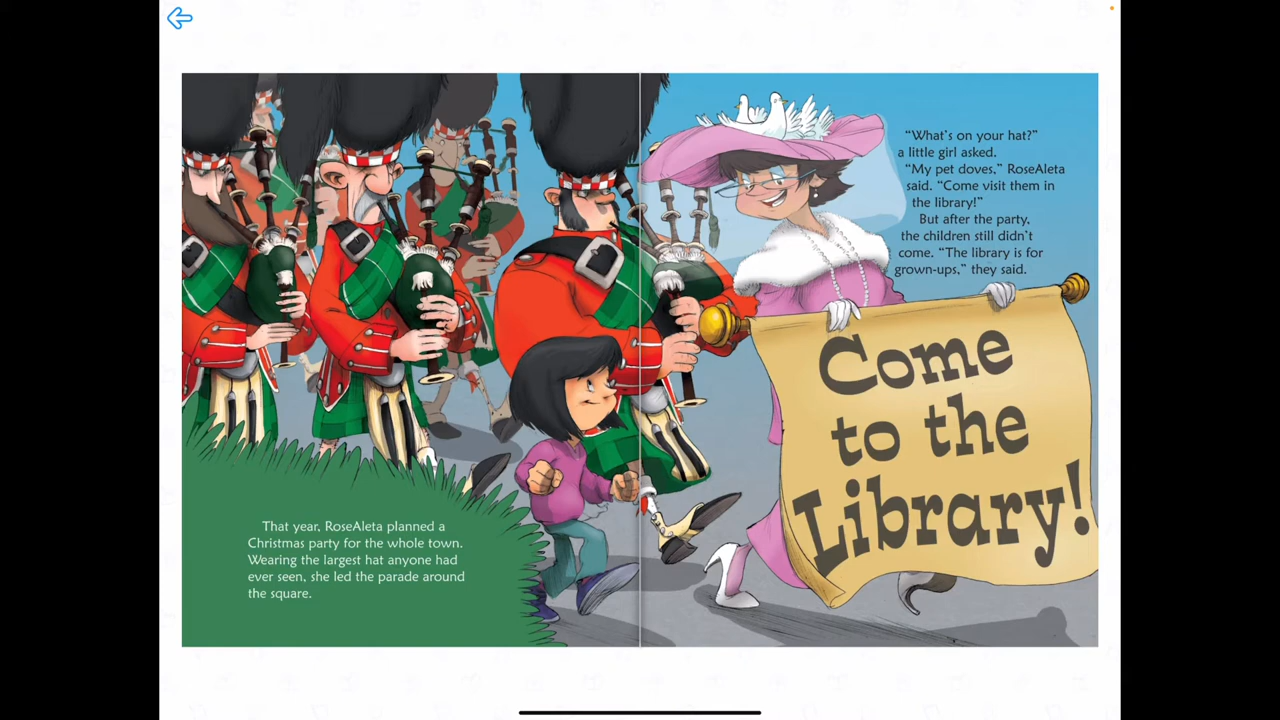 That year, RoseAleta planned a
Christmas party for the whole town.
Wearing the largest hat anyone had
ever seen, she led the parade around
the square.
“What’s on your hat?”
a little girl asked.
“My pet doves,” RoseAleta
said. “Come visit them in
the library!”
But after the party,
the children still didn’t
come. “The library is for
grown-ups,” they said.
Come
to the
Library!